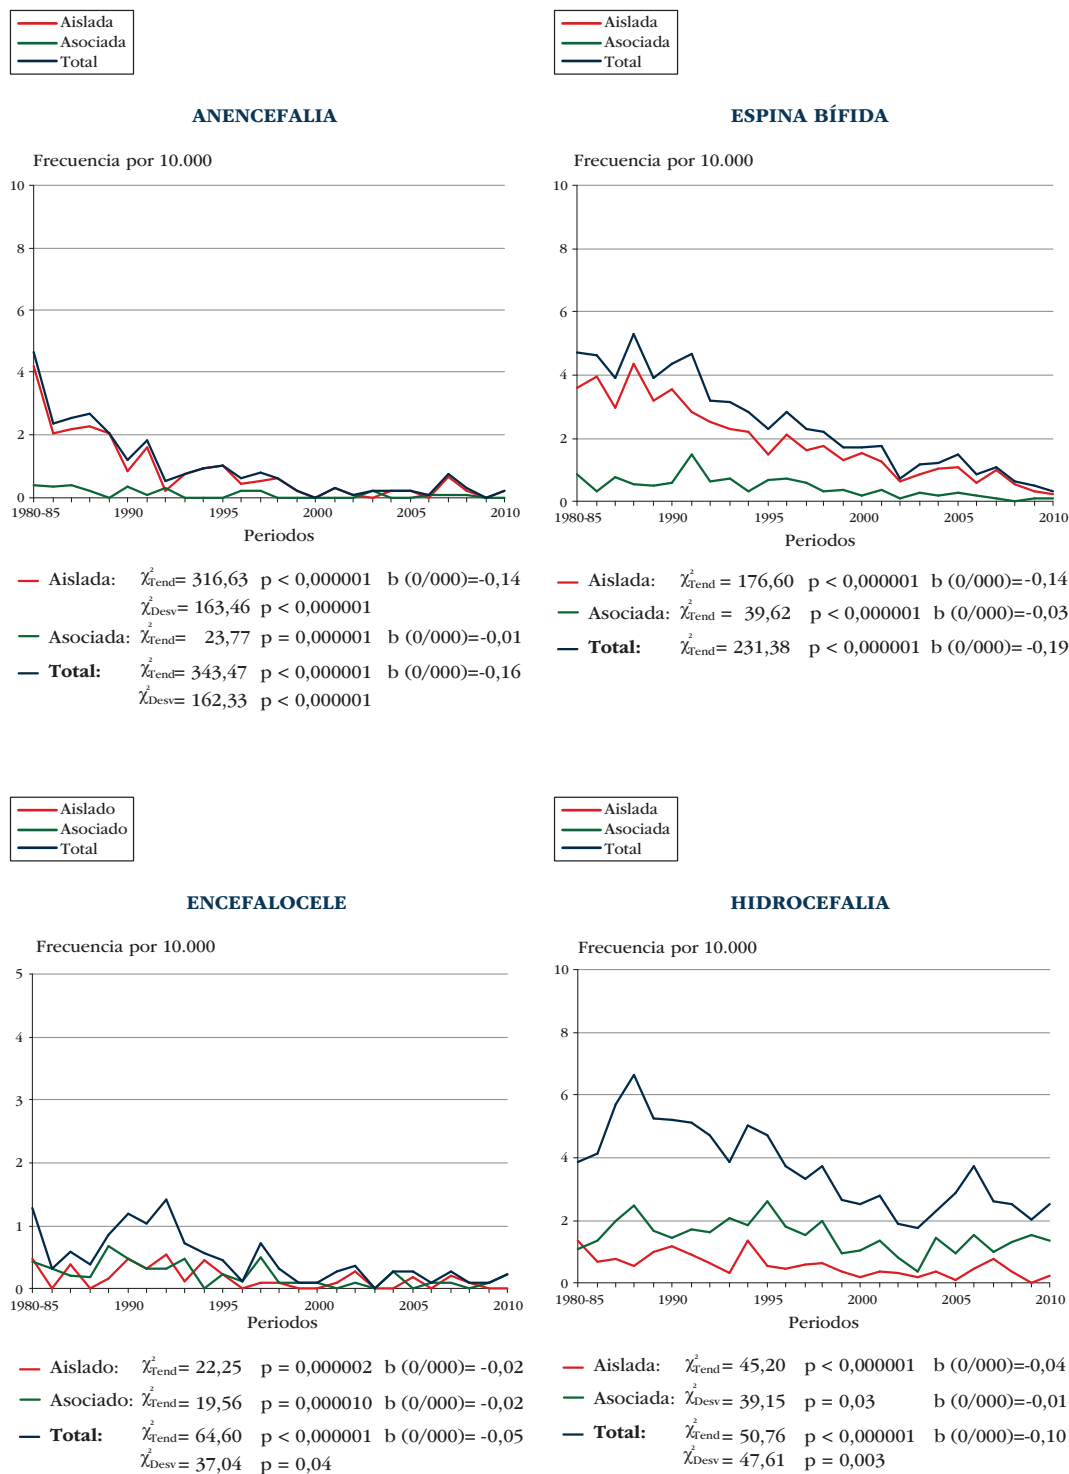 Aislada
Asociada
Total
ANENCEFALIA
Frecuencia por 10.000
10
8
6
4
2
0
1980-85 1990 1995 2000 2005 2010
Periodos
Aislada: χ²Tend= 316,63 p < 0,000001 b (0/000)=-0,14
χ²Desv= 163,46 p < 0,000001
Asociada: χ²Tend= 23,77 p = 0,000001 b (0/000)=-0,01
Total: χ²Tend= 343,47 p < 0,000001 b (0/000)=-0,16
χ²Desv= 162,33 p < 0,000001
Aislada
Asociada
Total
ESPINA BÍFIDA
Frecuencia por 10.000
10
8
6
4
2
0
1980-85 1990 1995 2000 2005 2010
Periodos
Aislada: χ²Tend = 176,60 p < 0,000001 b (0/000)=-0,14
Asociada: χ²Tend = 39,62 p < 0,000001 b (0/000)=-0,03
Total: χ²Tend= 231,38 p < 0,000001 b (0/000)= -0,19
Aislado
Asociado
Total
ENCEFALOCELE
Frecuencia por 10.000
5
4
3
2
1
0
1980-85 1990 1995 2000 2005 2010
Periodos
Aislado: χ²Tend= 22,25 p = 0,000002 b (0/000)= -0,02
Asociado: χ²Tend= 19,56 p = 0,000010 b (0/000)= -0,02
Total: χ²Tend= 64,60 p < 0,000001 b (0/000)= -0,05
χ²Desv= 37,04 p = 0,04
Aislada
Asociada
Total
HIDROCEFALIA
Frecuencia por 10.000
10
8
6
4
2
0
1980-85 1990 1995 2000 2005 2010
Periodos
Aislada: χ²Tend= 45,20 p < 0,000001 b (0/000)=-0,04
Asociada: χ²Desv= 39,15 p = 0,03 b (0/000)=-0,01
Total: χ²Tend= 50,76 p < 0,000001 b (0/000)=-0,10
χ²Desv= 47,61 p = 0,003